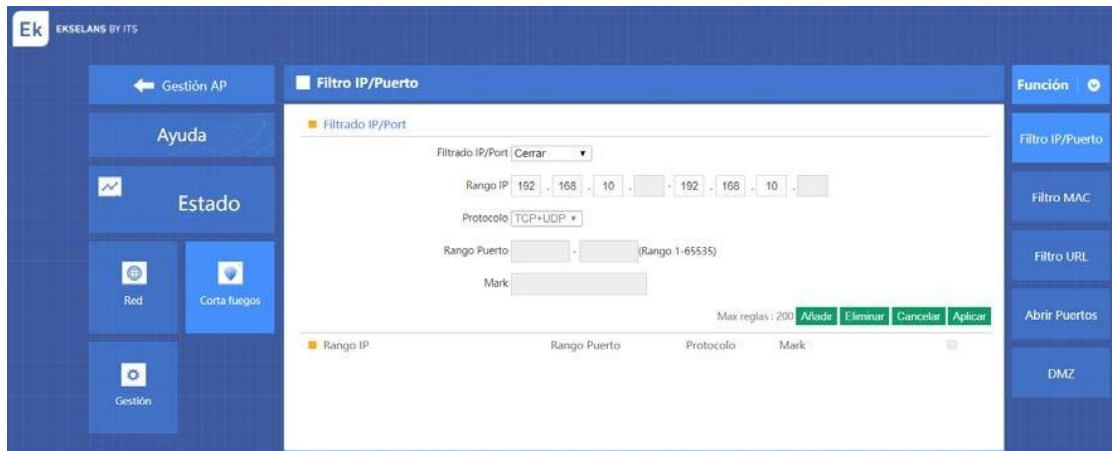 Ek EKSELANS BY ITS
Gestión AP
Ayuda
Estado
Red
Corta fuegos
Gestión
Filtro IP/Puerto
Filtrado IP/Port
Filtrado IP/Port Cerrar
Rango IP 192 . 168 . 10 . - 192 . 168 . 10 .
Protocolo TCP+UDP
Rango Puerto - (Rango 1-65535)
Mark
Max reglas : 200 Añadir Eliminar Cancelar Aplicar
Rango IP Rango Puerto Protocolo Mark
Función
Filtro IP/Puerto
Filtro MAC
Filtro URL
Abrir Puertos
DMZ